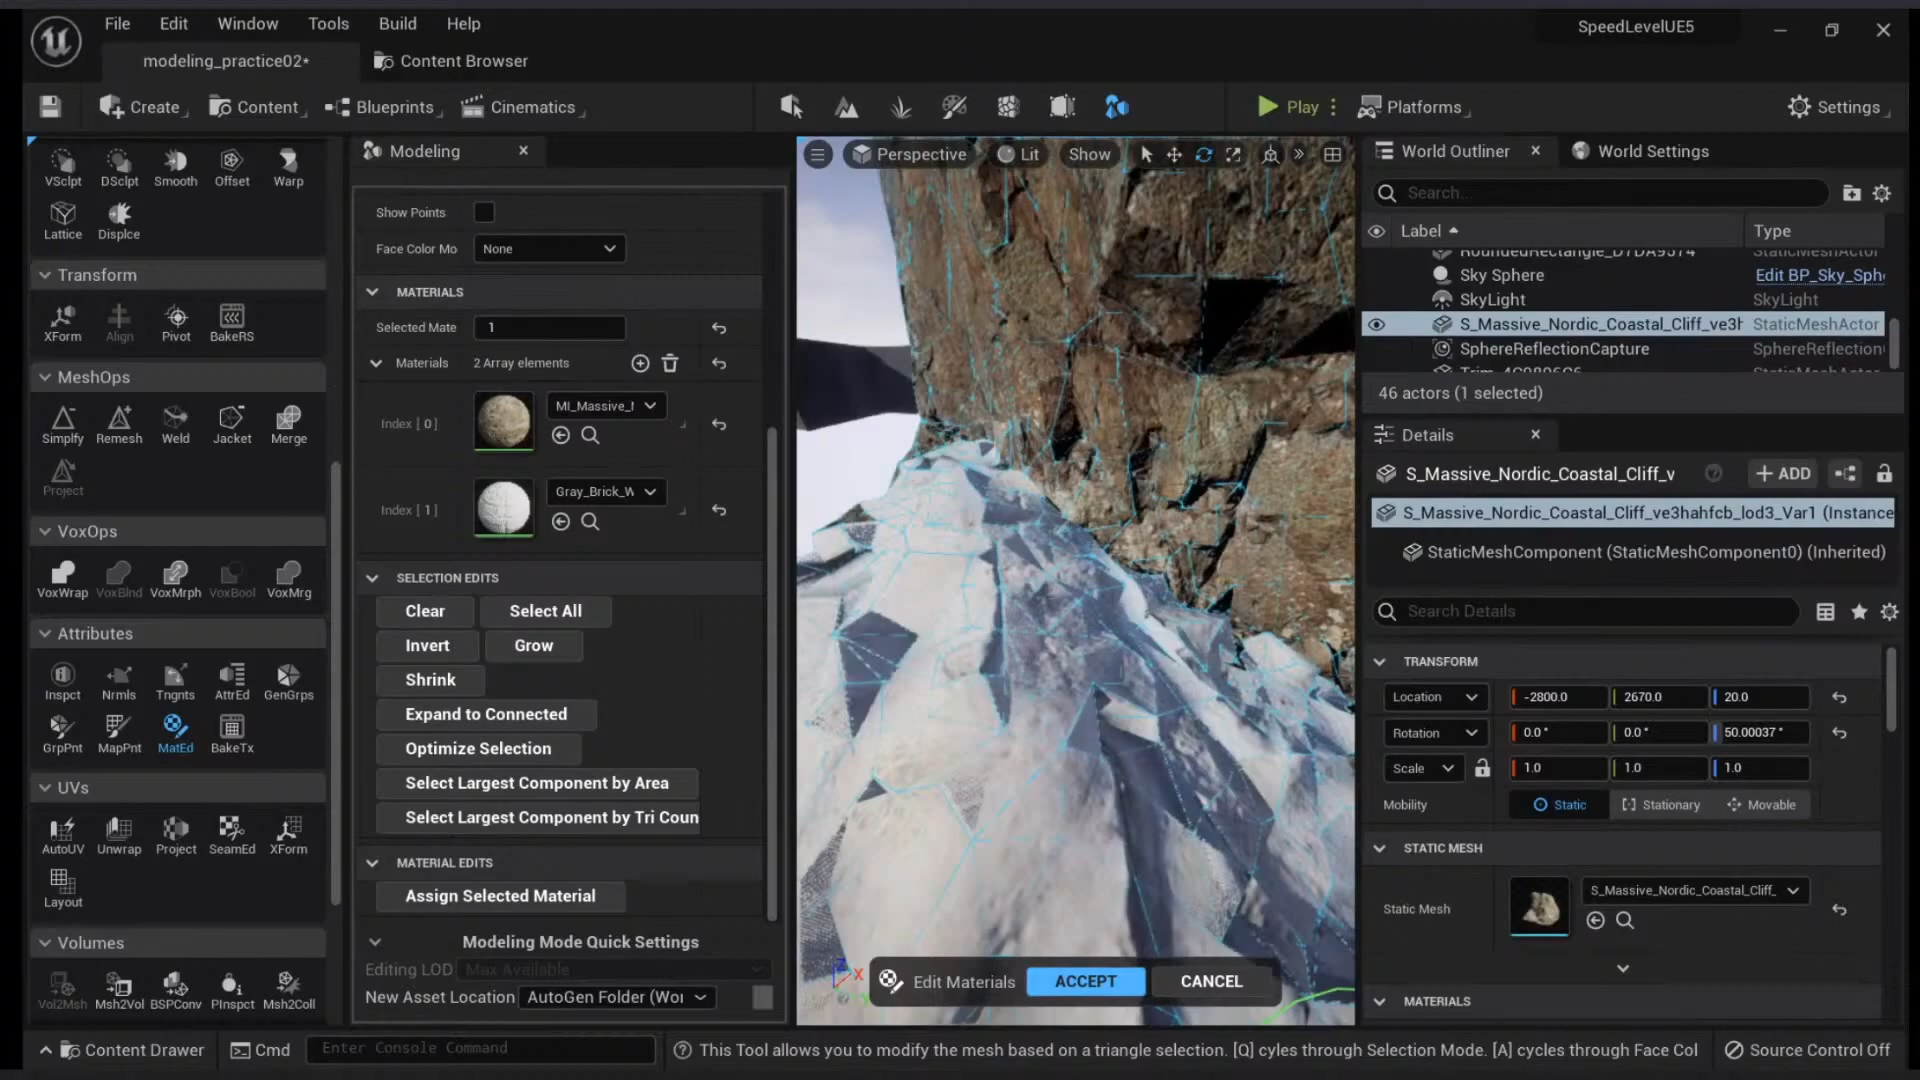 File Edit Window Tools Build Help
SpeedLevelUE5
modeling_practice02*
Content Browser
Create Content Blueprints Cinematics
Play Platforms Settings
VSclpt DSclpt Smooth Offset Warp
Lattice Displce
Transform
XForm Align Pivot BakeRS
MeshOps
Simplfy Remesh Weld Jacket Merge
Project
VoxOps
VoxWrap VoxBlnd VoxMrph VoxBool VoxMrg
Attributes
Inspct Nrmls Tngnts AttrEd GenGrps
GrpPnt MapPnt MatEd BakeTx
UVs
AutoUV Unwrap Project SeamEd XForm
Layout
Volumes
Vol2Msh Msh2Vol BSPConv PInspct Msh2Coll
Modeling
Show Points
Face Color Mo None
MATERIALS
Selected Mate 1
Materials 2 Array elements
Index [ 0 ] MI_Massive_I
Index [ 1 ] Gray_Brick_W
SELECTION EDITS
Clear Select All
Invert Grow
Shrink
Expand to Connected
Optimize Selection
Select Largest Component by Area
Select Largest Component by Tri Coun
MATERIAL EDITS
Assign Selected Material
Modeling Mode Quick Settings
Editing LOD Max Available
New Asset Location AutoGen Folder (Wor
Perspective Lit Show
Z X
Edit Materials ACCEPT CANCEL
World Outliner World Settings
Search...
Label Type
RoundedRectangle_D7DA9574 StaticMeshActor
Sky Sphere Edit BP_Sky_Sph
SkyLight SkyLight
S_Massive_Nordic_Coastal_Cliff_ve3h StaticMeshActor
SphereReflectionCapture SphereReflection
46 actors (1 selected)
Details
S_Massive_Nordic_Coastal_Cliff_v ADD
S_Massive_Nordic_Coastal_Cliff_ve3hahfcb_lod3_Var1 (Instance
StaticMeshComponent (StaticMeshComponent0) (Inherited)
Search Details
TRANSFORM
Location -2800.0 2670.0 20.0
Rotation 0.0° 0.0° 50.00037°
Scale 1.0 1.0 1.0
Mobility Static Stationary Movable
STATIC MESH
Static Mesh S_Massive_Nordic_Coastal_Cliff_
MATERIALS
Content Drawer Cmd Enter Console Command
This Tool allows you to modify the mesh based on a triangle selection. [Q] cyles through Selection Mode. [A] cycles through Face Col
Source Control Off